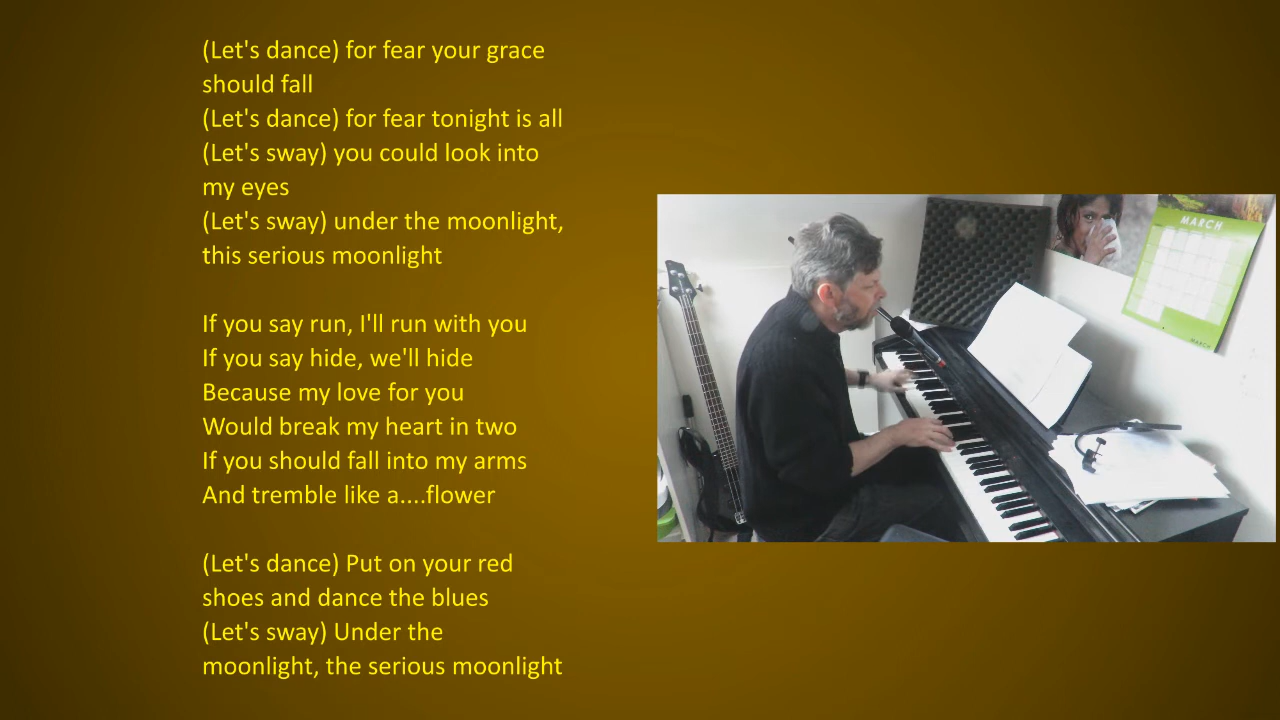 (Let's dance) for fear your grace
should fall
(Let's dance) for fear tonight is all
(Let's sway) you could look into
my eyes
(Let's sway) under the moonlight,
this serious moonlight
If you say run, I'll run with you
If you say hide, we'll hide
Because my love for you
Would break my heart in two
If you should fall into my arms
And tremble like a....flower
(Let's dance) Put on your red
shoes and dance the blues
(Let's sway) Under the
moonlight, the serious moonlight
MARCH
MARCH